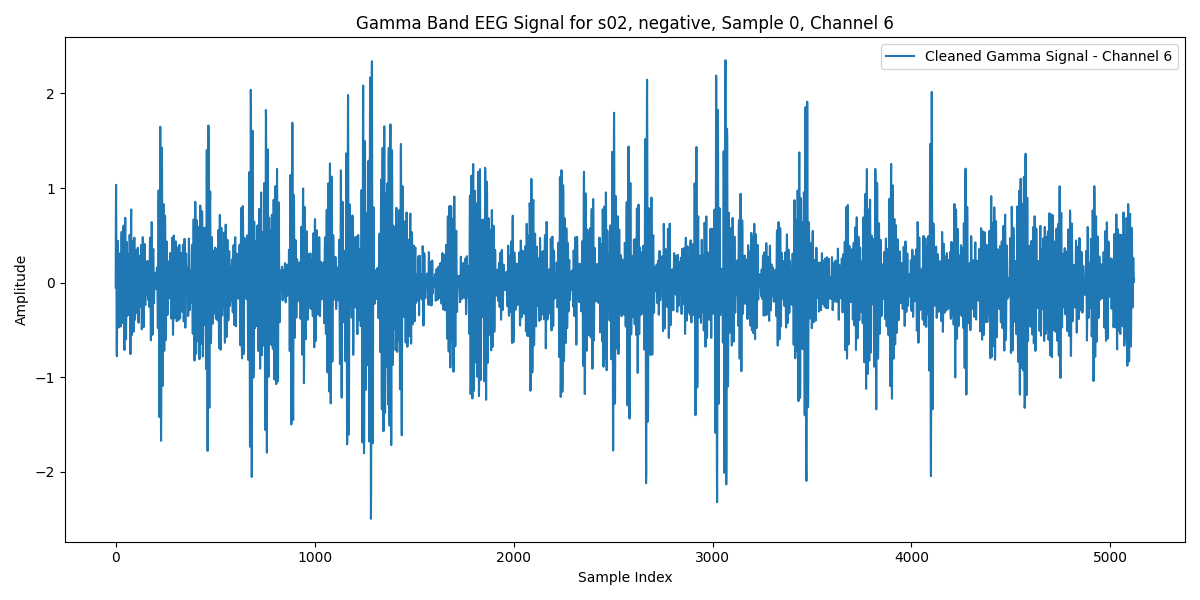 Gamma Band EEG Signal for s02, negative, Sample 0, Channel 6
Cleaned Gamma Signal - Channel 6
Amplitude
2
1
0
−1
−2
0 1000 2000 3000 4000 5000
Sample Index